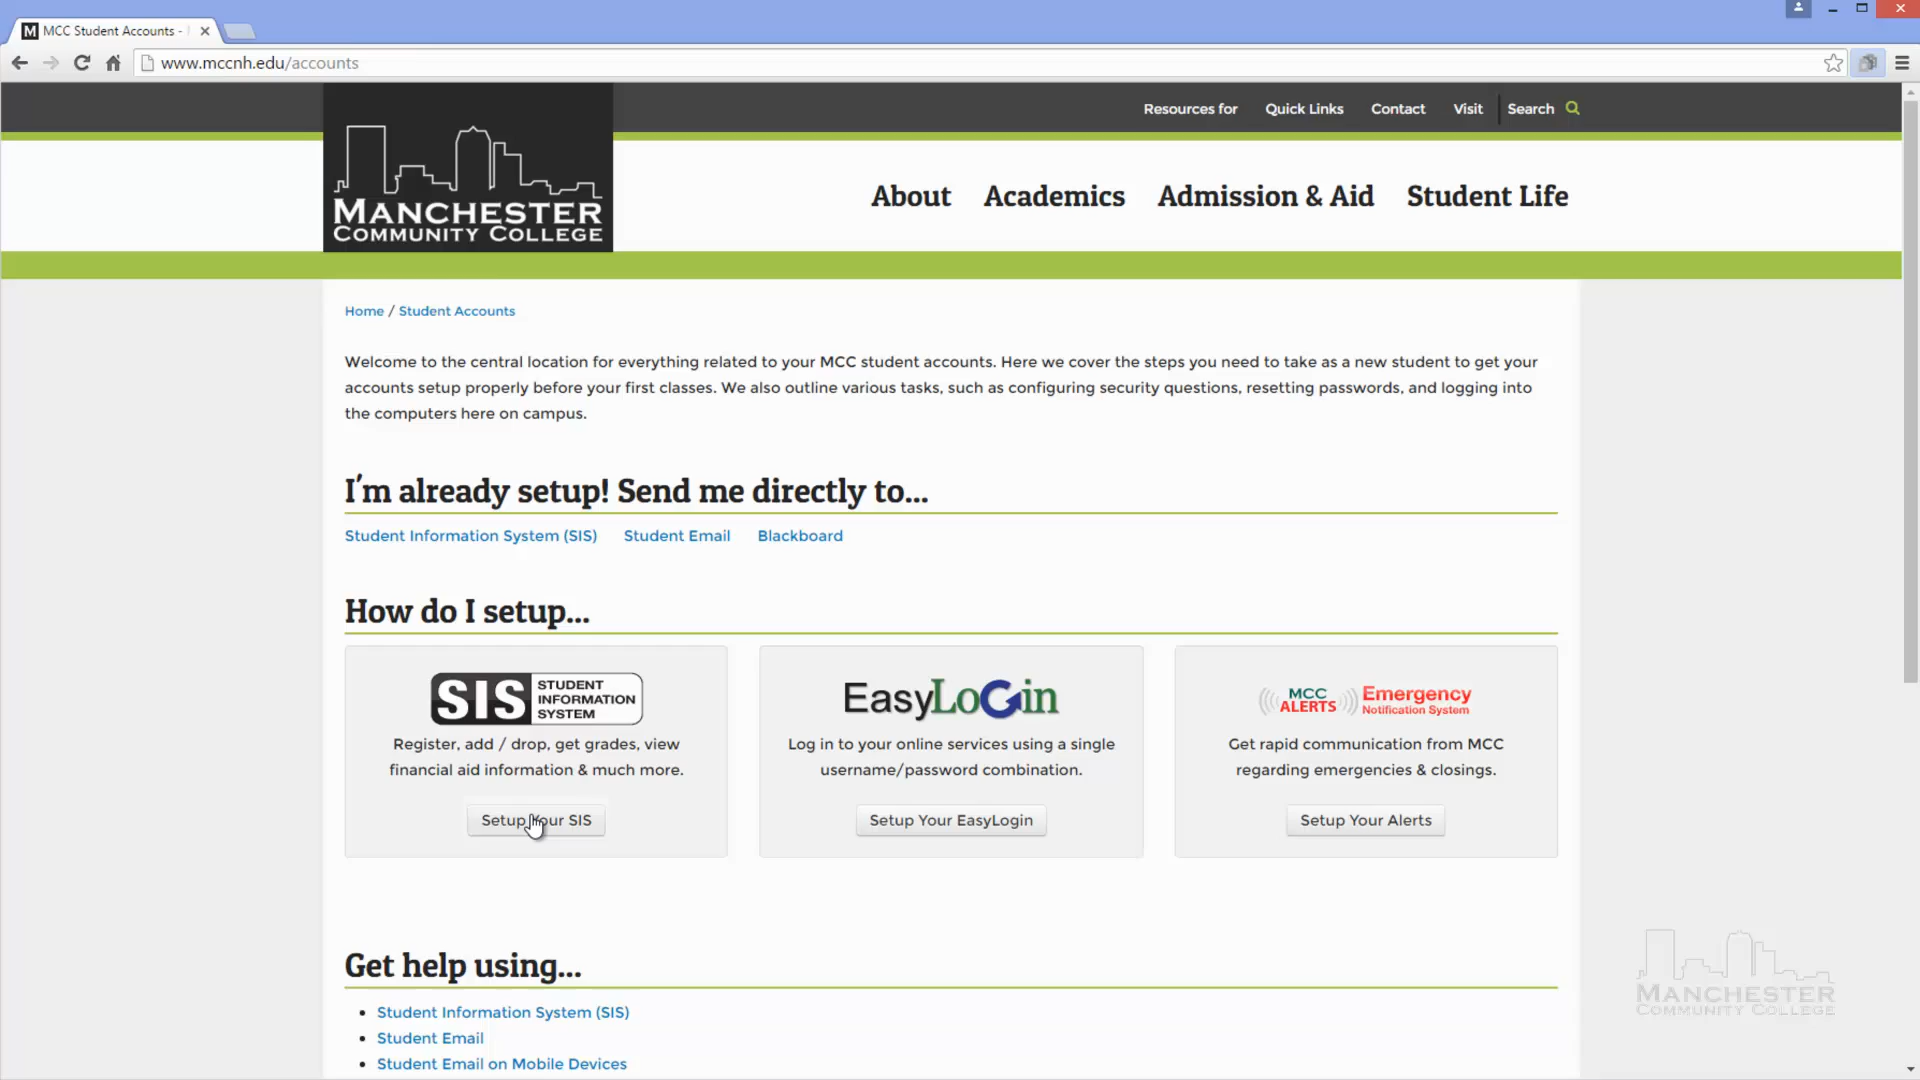 M MCC Student Accounts -
www.mccnh.edu/accounts
Resources for Quick Links Contact Visit Search
MANCHESTER
COMMUNITY COLLEGE
About Academics Admission & Aid Student Life
Home / Student Accounts
Welcome to the central location for everything related to your MCC student accounts. Here we cover the steps you need to take as a new student to get your
accounts setup properly before your first classes. We also outline various tasks, such as configuring security questions, resetting passwords, and logging into
the computers here on campus.
I'm already setup! Send me directly to...
Student Information System (SIS) Student Email Blackboard
How do I setup...
SIS STUDENT
INFORMATION
SYSTEM
Register, add / drop, get grades, view
financial aid information & much more.
Setup Your SIS
EasyLoGin
Log in to your online services using a single
username/password combination.
Setup Your EasyLogin
MCC
ALERTS
Emergency
Notification System
Get rapid communication from MCC
regarding emergencies & closings.
Setup Your Alerts
Get help using...
Student Information System (SIS)
Student Email
Student Email on Mobile Devices
MANCHESTER
COMMUNITY COLLEGE